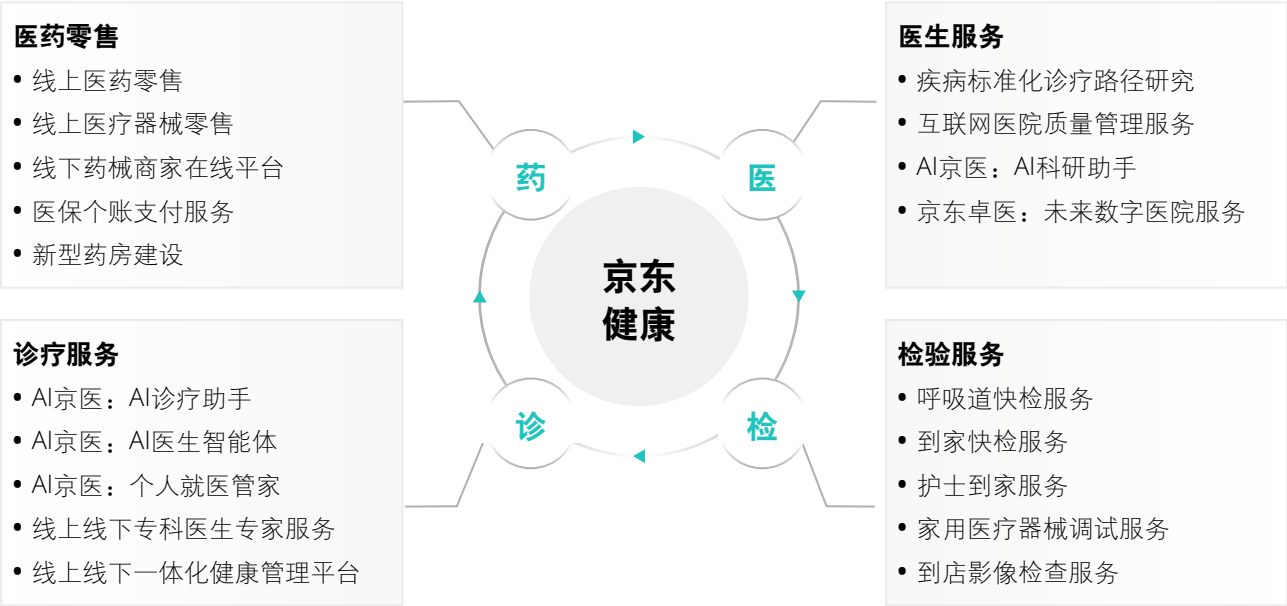 医药零售
• 线上医药零售
• 线上医疗器械零售
• 线下药械商家在线平台
• 医保个账支付服务
• 新型药房建设
医生服务
• 疾病标准化诊疗路径研究
• 互联网医院质量管理服务
• AI京医：AI科研助手
• 京东卓医：未来数字医院服务
药
医
京东
健康
诊
检
诊疗服务
• AI京医：AI诊疗助手
• AI京医：AI医生智能体
• AI京医：个人就医管家
• 线上线下专科医生专家服务
• 线上线下一体化健康管理平台
检验服务
• 呼吸道快检服务
• 到家快检服务
• 护士到家服务
• 家用医疗器械调试服务
• 到店影像检查服务